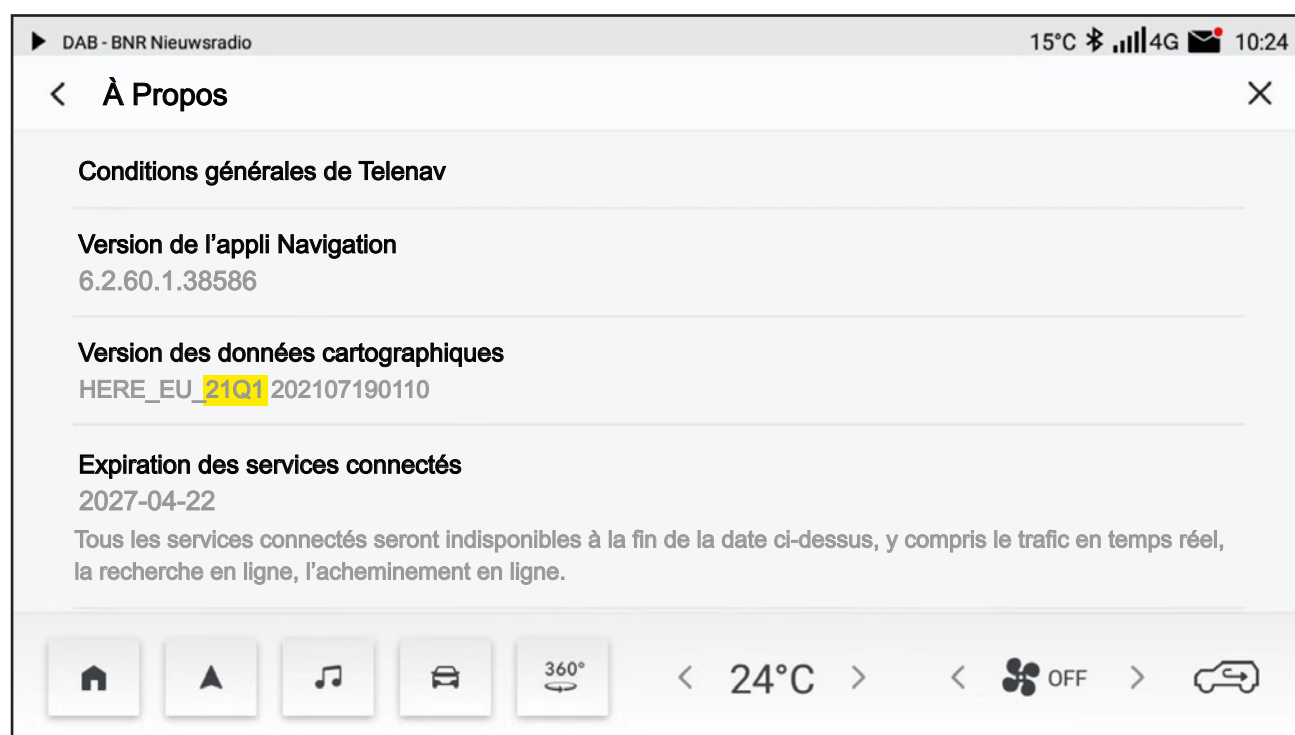 DAB - BNR Nieuwsradio
15°C 4G 10:24
À Propos
Conditions générales de Telenav
Version de l’appli Navigation
6.2.60.1.38586
Version des données cartographiques
HERE_EU_21Q1 202107190110
Expiration des services connectés
2027-04-22
Tous les services connectés seront indisponibles à la fin de la date ci-dessus, y compris le trafic en temps réel,
la recherche en ligne, l’acheminement en ligne.
360°
24°C
OFF